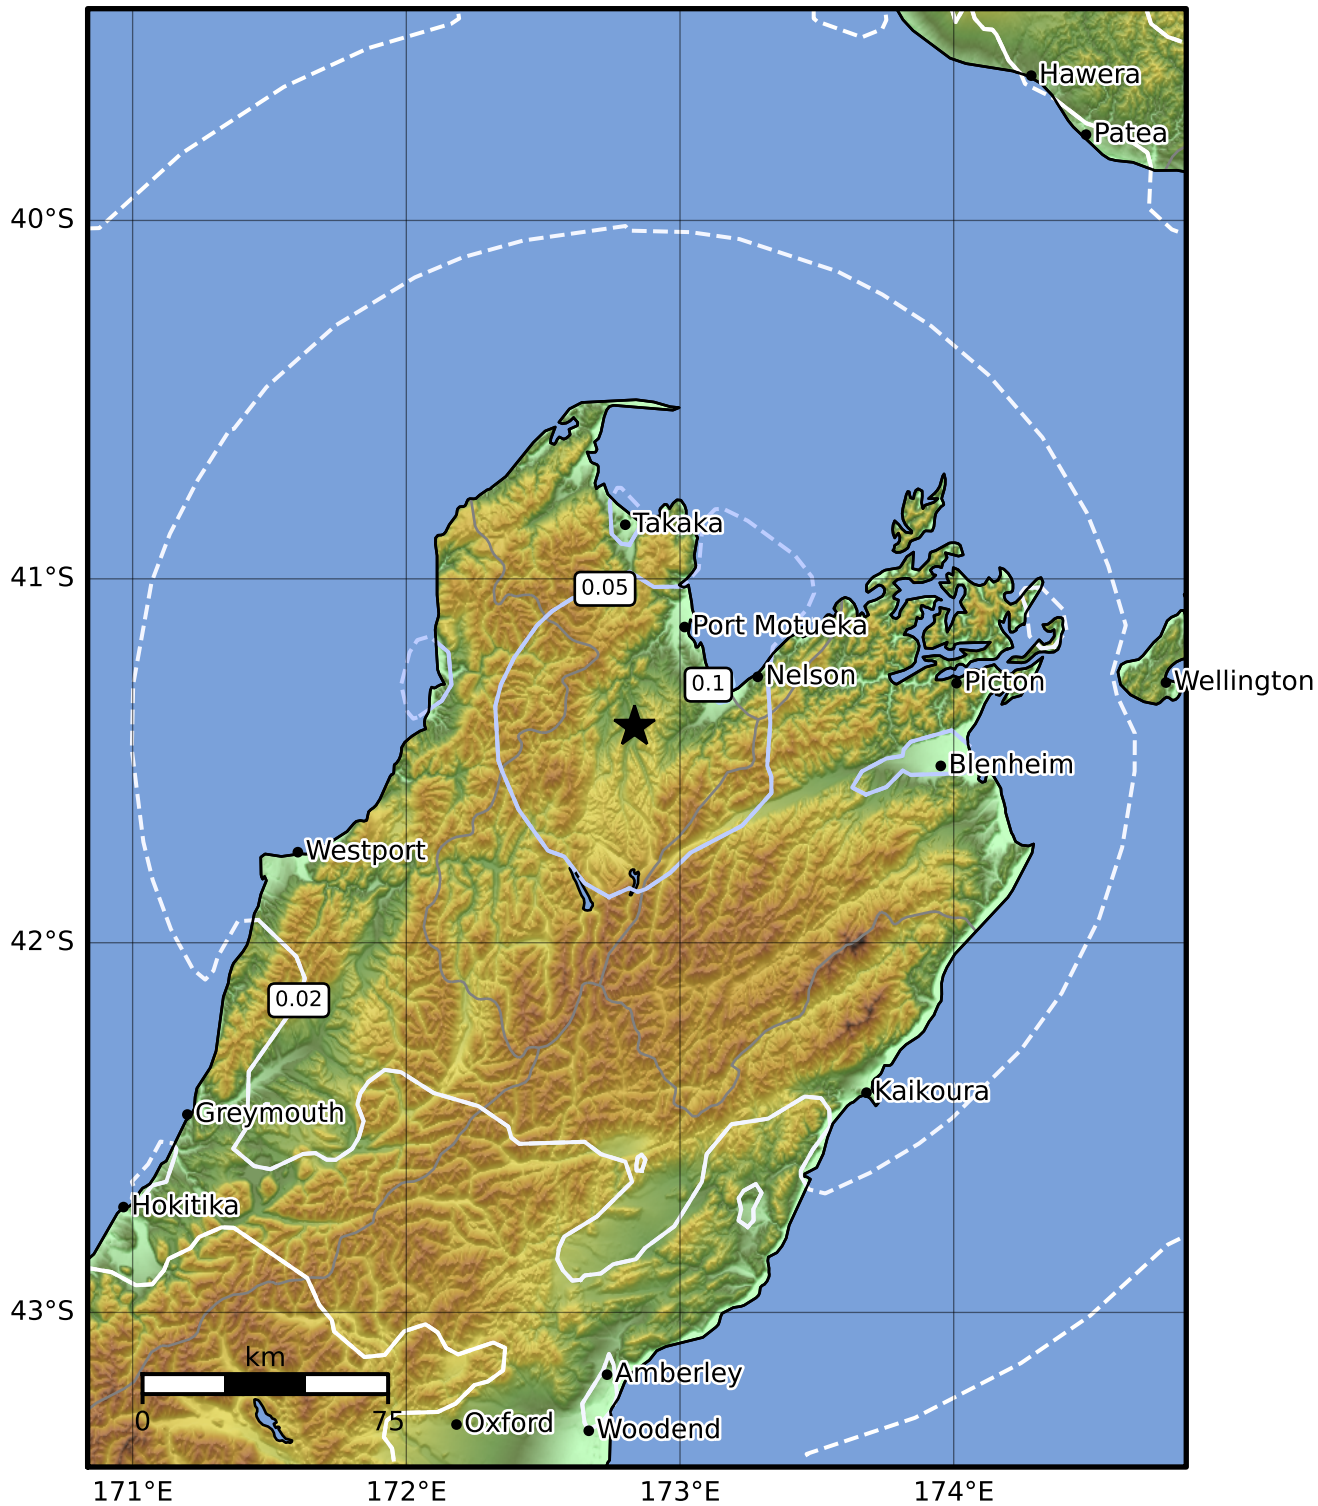 Hawera
Patea
40°S
Takaka
41°S
0.05
Port Motueka
0.1
Nelson
Picton
Wellington
Blenheim
Westport
42°S
0.02
Kaikoura
Greymouth
Hokitika
43°S
km
0
75
Amberley
Oxford
Woodend
171°E
172°E
173°E
174°E